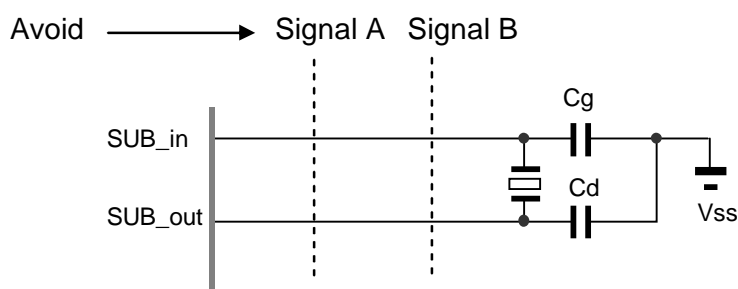 Avoid Signal A Signal B
Cg
SUB_in
Cd
SUB_out
Vss